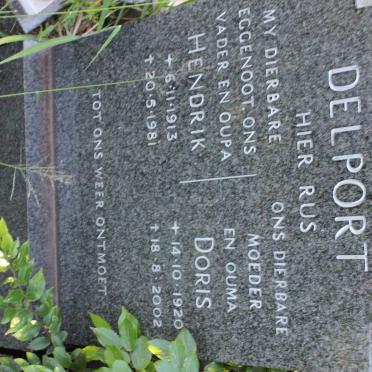 DELPORT
HIER RUS
MY DIERBARE
EGGENOOT, ONS
VADER EN OUPA
HENDRIK
+ 6·11·1913
+ 20·5·1981
ONS DIERBARE
MOEDER
EN OUMA
DORIS
+ 14·10·1920
+ 18·8·2002
TOT ONS WEER ONTMOET